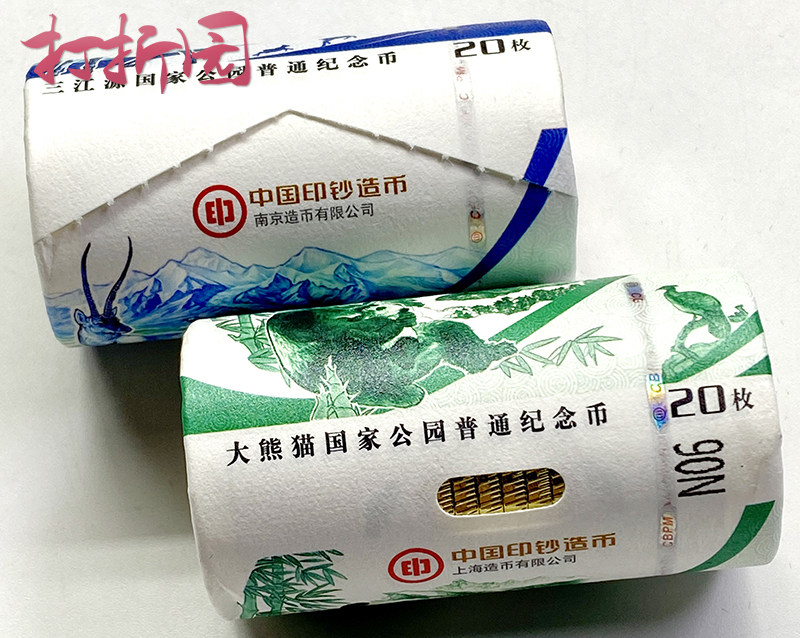 打折园
三江源国家公园普通纪念币
20枚
中国印钞造币
南京造币有限公司
大熊猫国家公园普通纪念币
20枚
N06
中国印钞造币
上海造币有限公司
CBPM